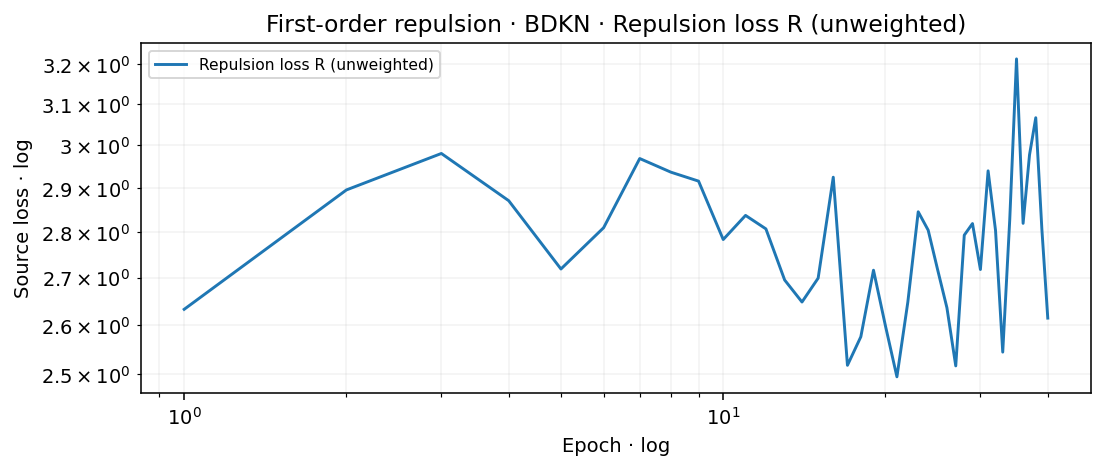 First-order repulsion · BDKN · Repulsion loss R (unweighted)
Repulsion loss R (unweighted)
3.2 × 10⁰
3.1 × 10⁰
3 × 10⁰
2.9 × 10⁰
2.8 × 10⁰
2.7 × 10⁰
2.6 × 10⁰
2.5 × 10⁰
Source loss · log
10⁰
10¹
Epoch · log